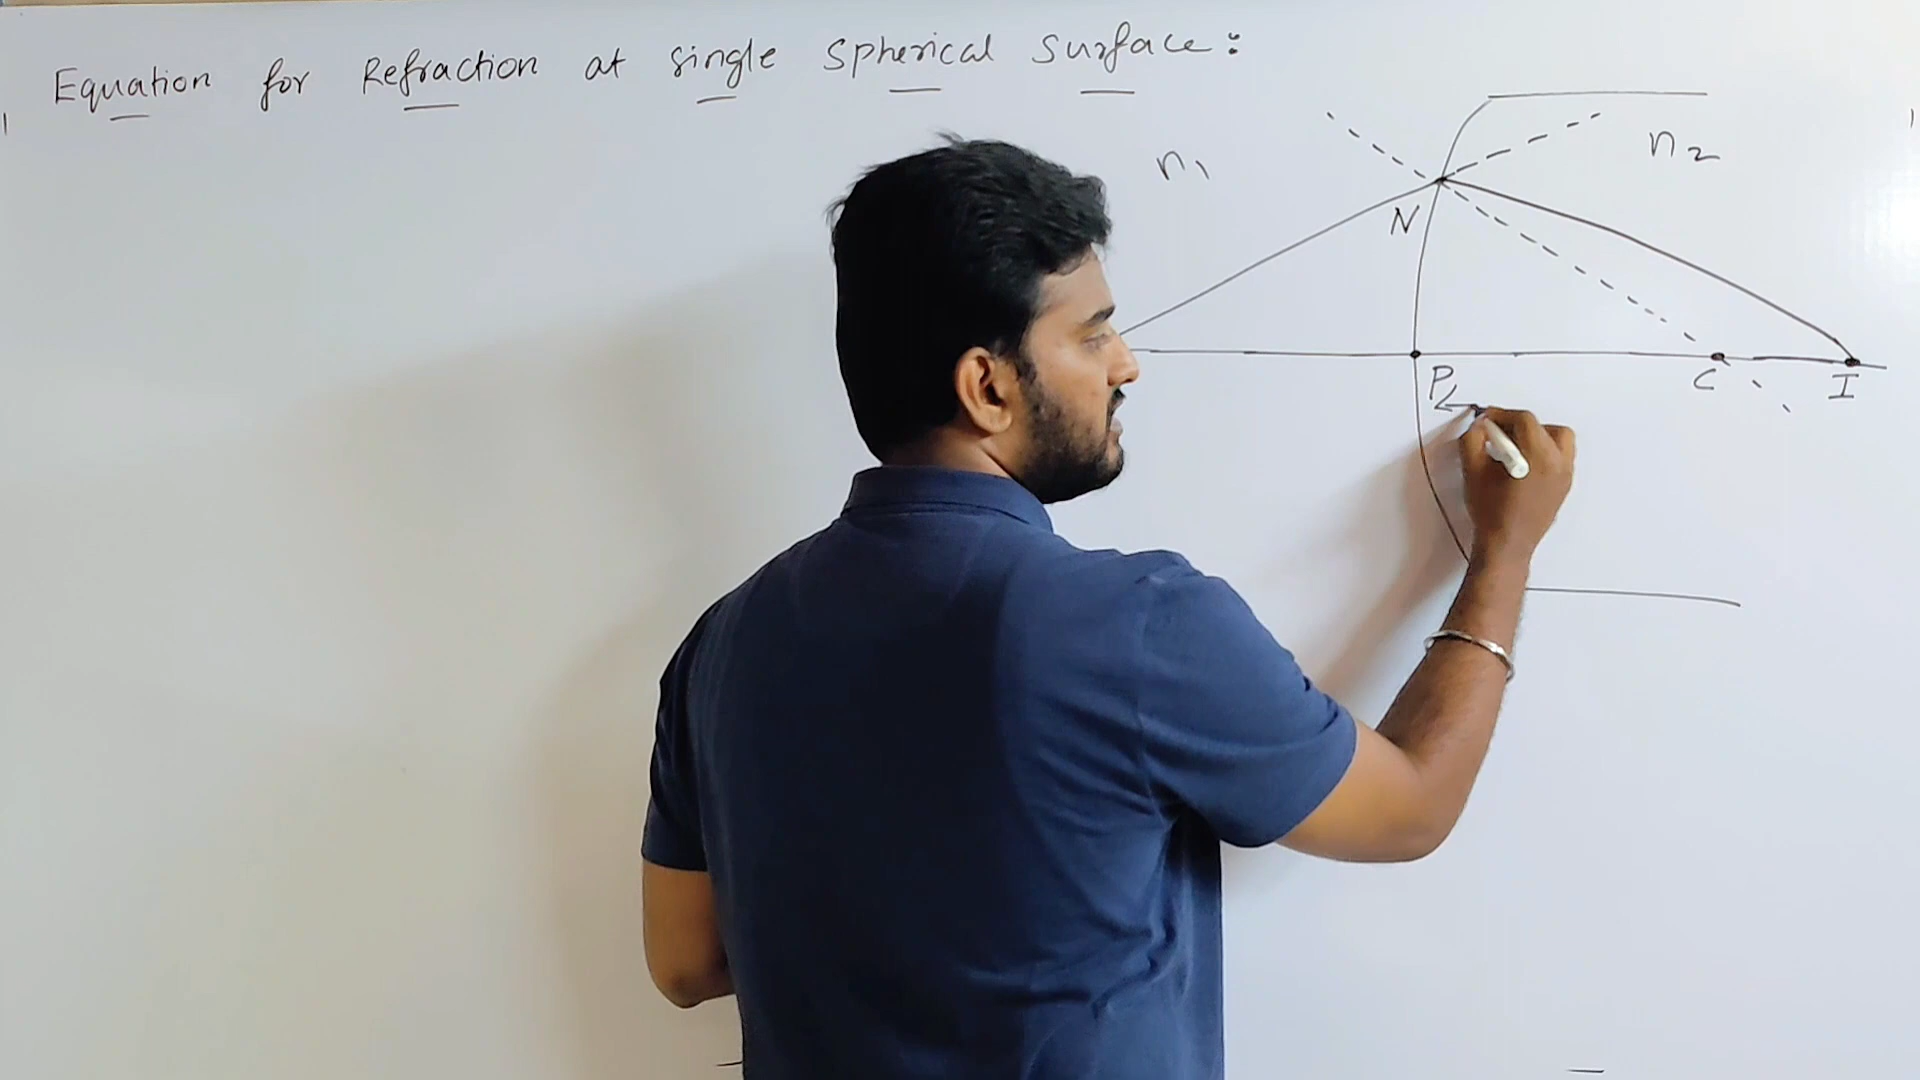 Equation for Refraction at single spherical surface:
n1
n2
N
P
C
I